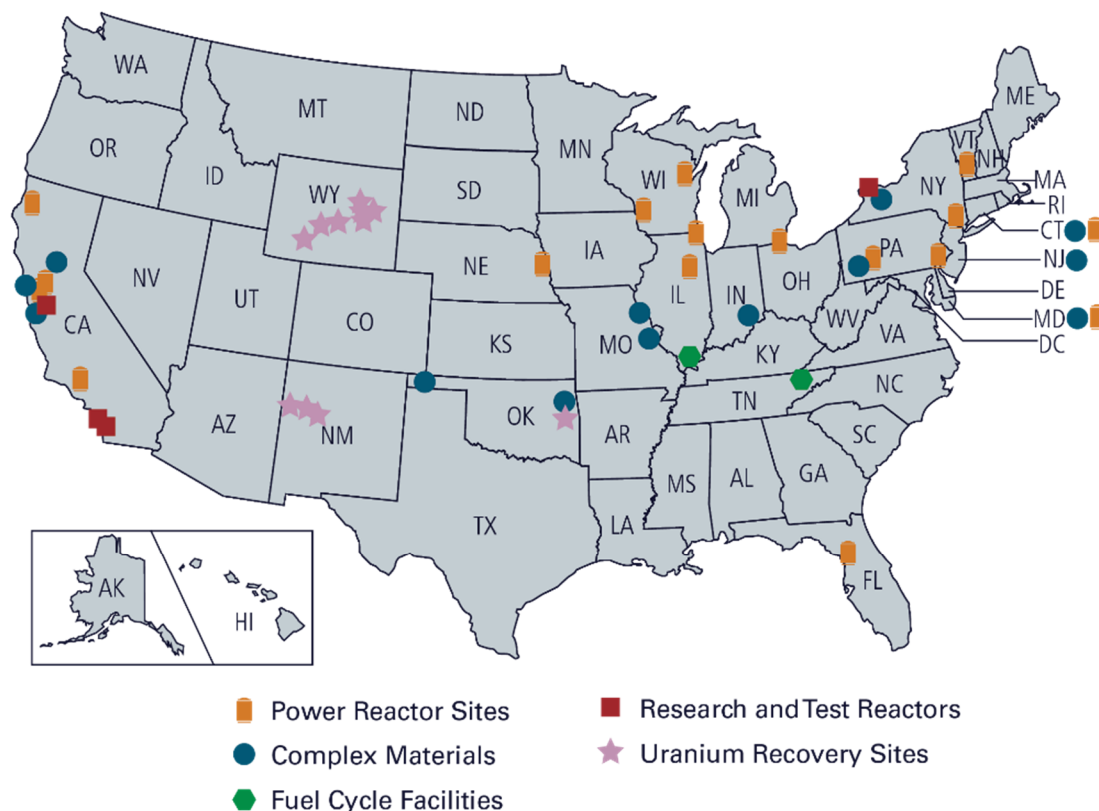 WA
MT
ND
MN
ME
OR
ID
SD
WI
MI
VT
NH
NY
MA
RI
WY
CT
NJ
NE
IA
PA
DE
NV
UT
CO
IL
IN
OH
MD
WV
VA
DC
CA
KS
MO
KY
NC
AZ
NM
OK
TN
AR
SC
MS
AL
GA
TX
LA
FL
AK
HI
Power Reactor Sites
Research and Test Reactors
Complex Materials
Uranium Recovery Sites
Fuel Cycle Facilities